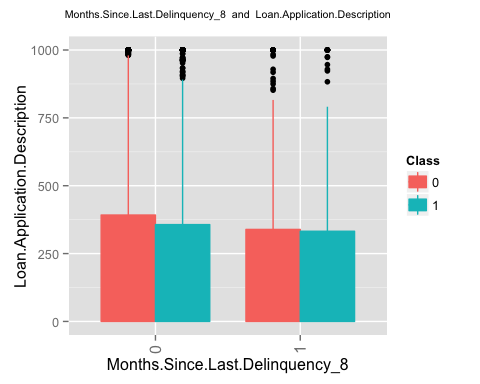 Months.Since.Last.Delinquency_8 and Loan.Application.Description
1000
750
500
250
0
Loan.Application.Description
0
1
Months.Since.Last.Delinquency_8
Class
0
1